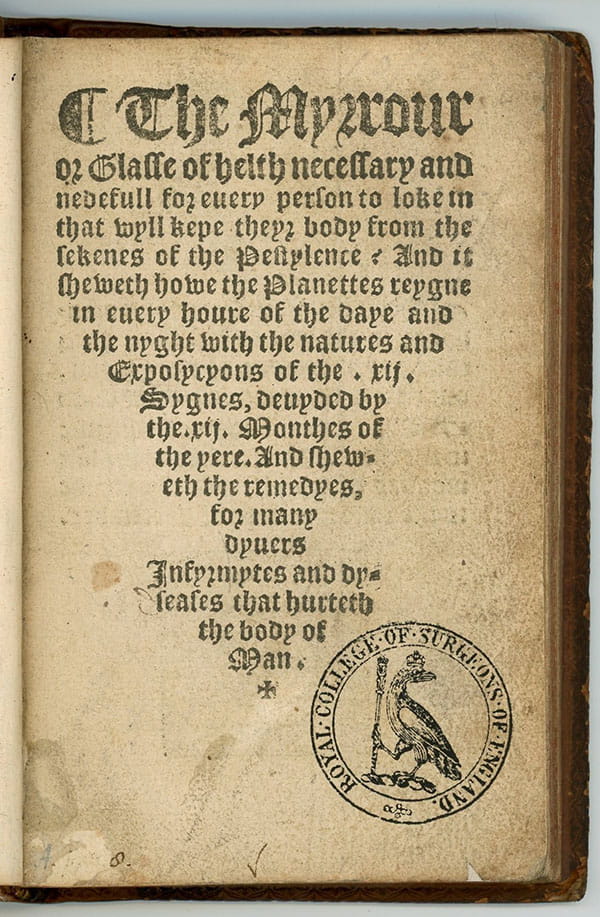 ¶ The Myrrour
or Glasse of helth necessary and
nedefull for euery person to loke in
that wyll kepe theyr body from the
sekenes of the Pestylence ? And it
sheweth howe the Planettes reygne
in euery houre of the daye and
the nyght with the natures and
Exposycyons of the . xij .
Sygnes, deuyded by
the .xij. Monthes of
the yere. And shew=
eth the remedyes,
for many
dyuers
Infyrmytes and dy=
seases that hurteth
the body of
Man .
✠
ROYAL · COLLEGE · OF · SURGEONS · OF · ENGLAND.
8.